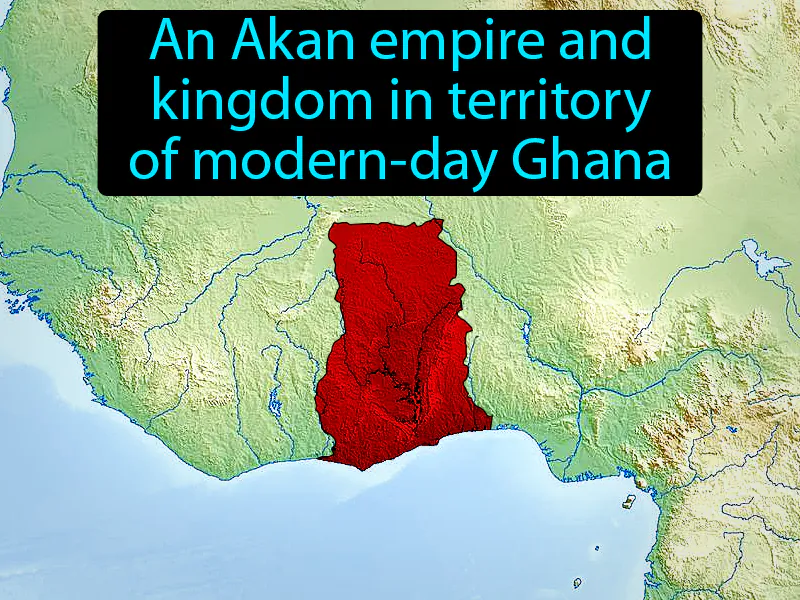 An Akan empire and
kingdom in territory
of modern-day Ghana